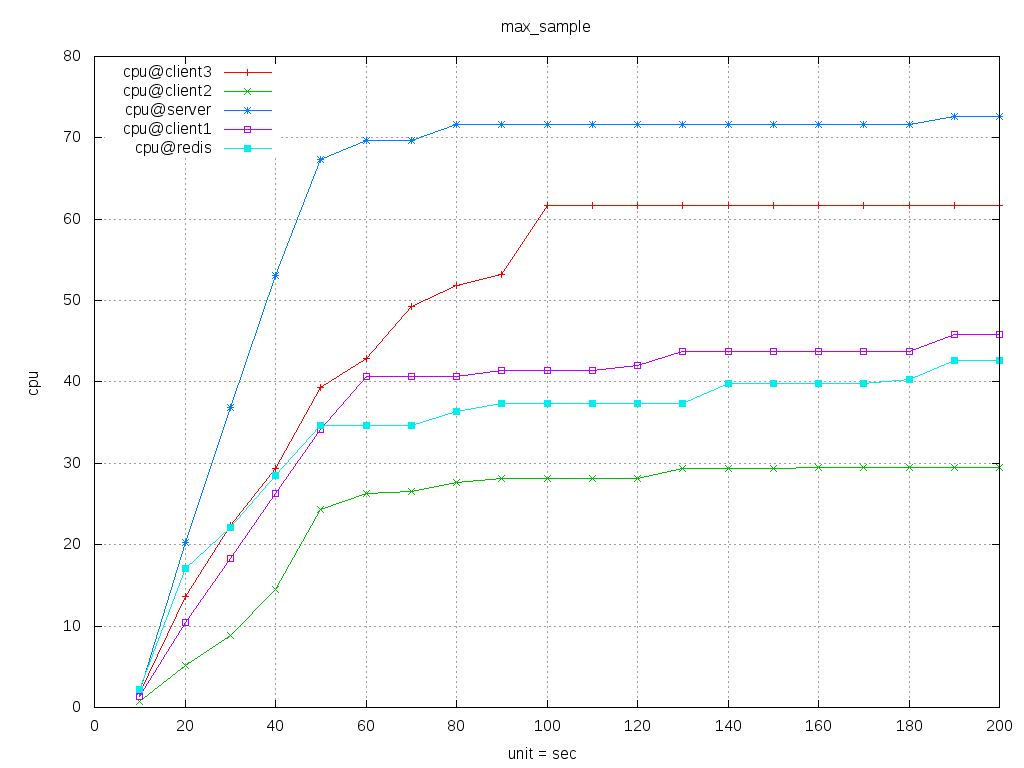 max_sample
80
70
60
50
40
30
20
10
0
cpu
cpu@client3
cpu@client2
cpu@server
cpu@client1
cpu@redis
0 20 40 60 80 100 120 140 160 180 200
unit = sec